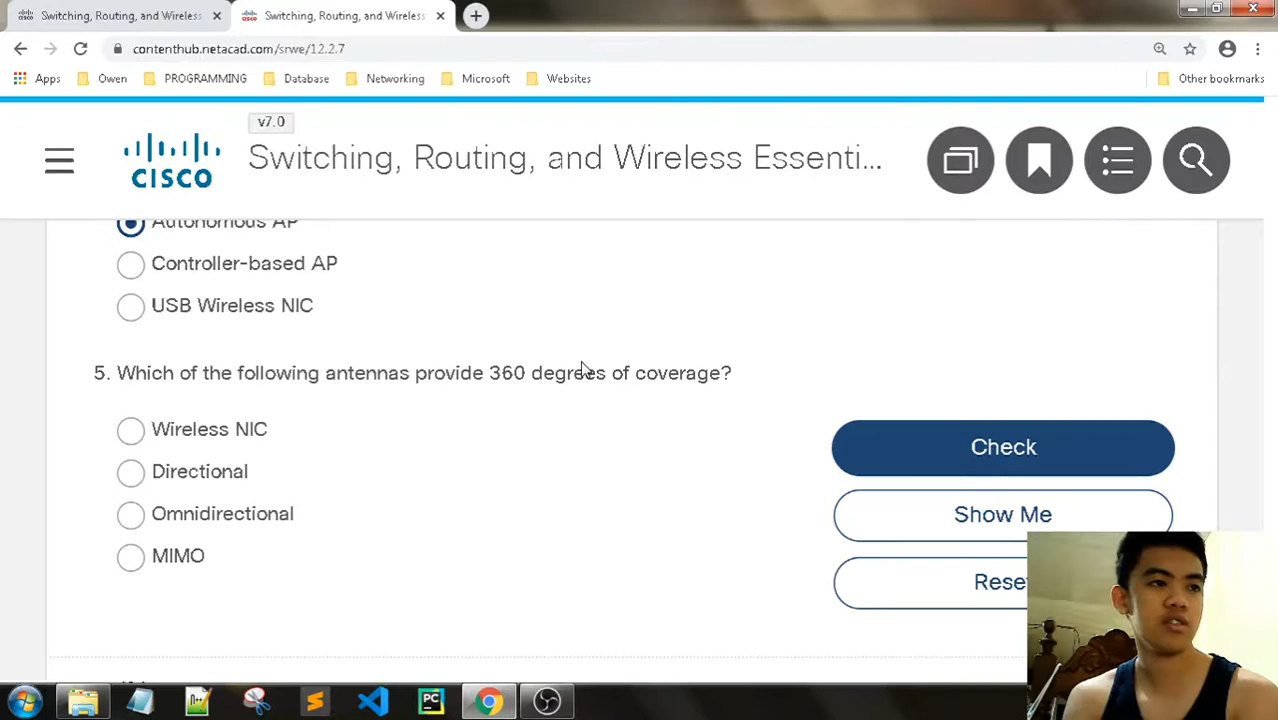 Switching, Routing, and Wireless
Switching, Routing, and Wireless
contenthub.netacad.com/srwe/12.2.7
Apps
Owen
PROGRAMMING
Database
Networking
Microsoft
Websites
Other bookmarks
CISCO
v7.0
Switching, Routing, and Wireless Essenti...
Autonomous AP
Controller-based AP
USB Wireless NIC
5. Which of the following antennas provide 360 degrees of coverage?
Wireless NIC
Directional
Omnidirectional
MIMO
Check
Show Me
Reset
PC